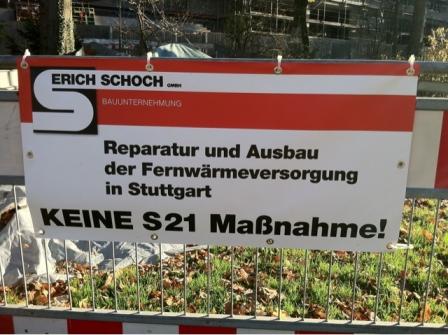 S
ERICH SCHOCH GMBH
BAUUNTERNEHMUNG
Reparatur und Ausbau
der Fernwärmeversorgung
in Stuttgart
KEINE S21 Maßnahme!